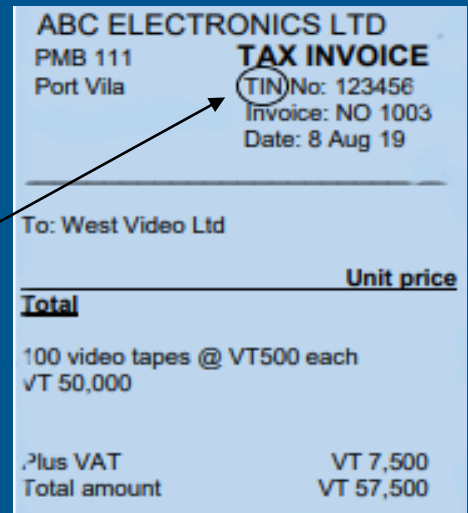 ABC ELECTRONICS LTD
PMB 111 TAX INVOICE
Port Vila TIN No: 123456
Invoice: NO 1003
Date: 8 Aug 19
To: West Video Ltd
Unit price
Total
100 video tapes @ VT500 each
VT 50,000
Plus VAT VT 7,500
Total amount VT 57,500